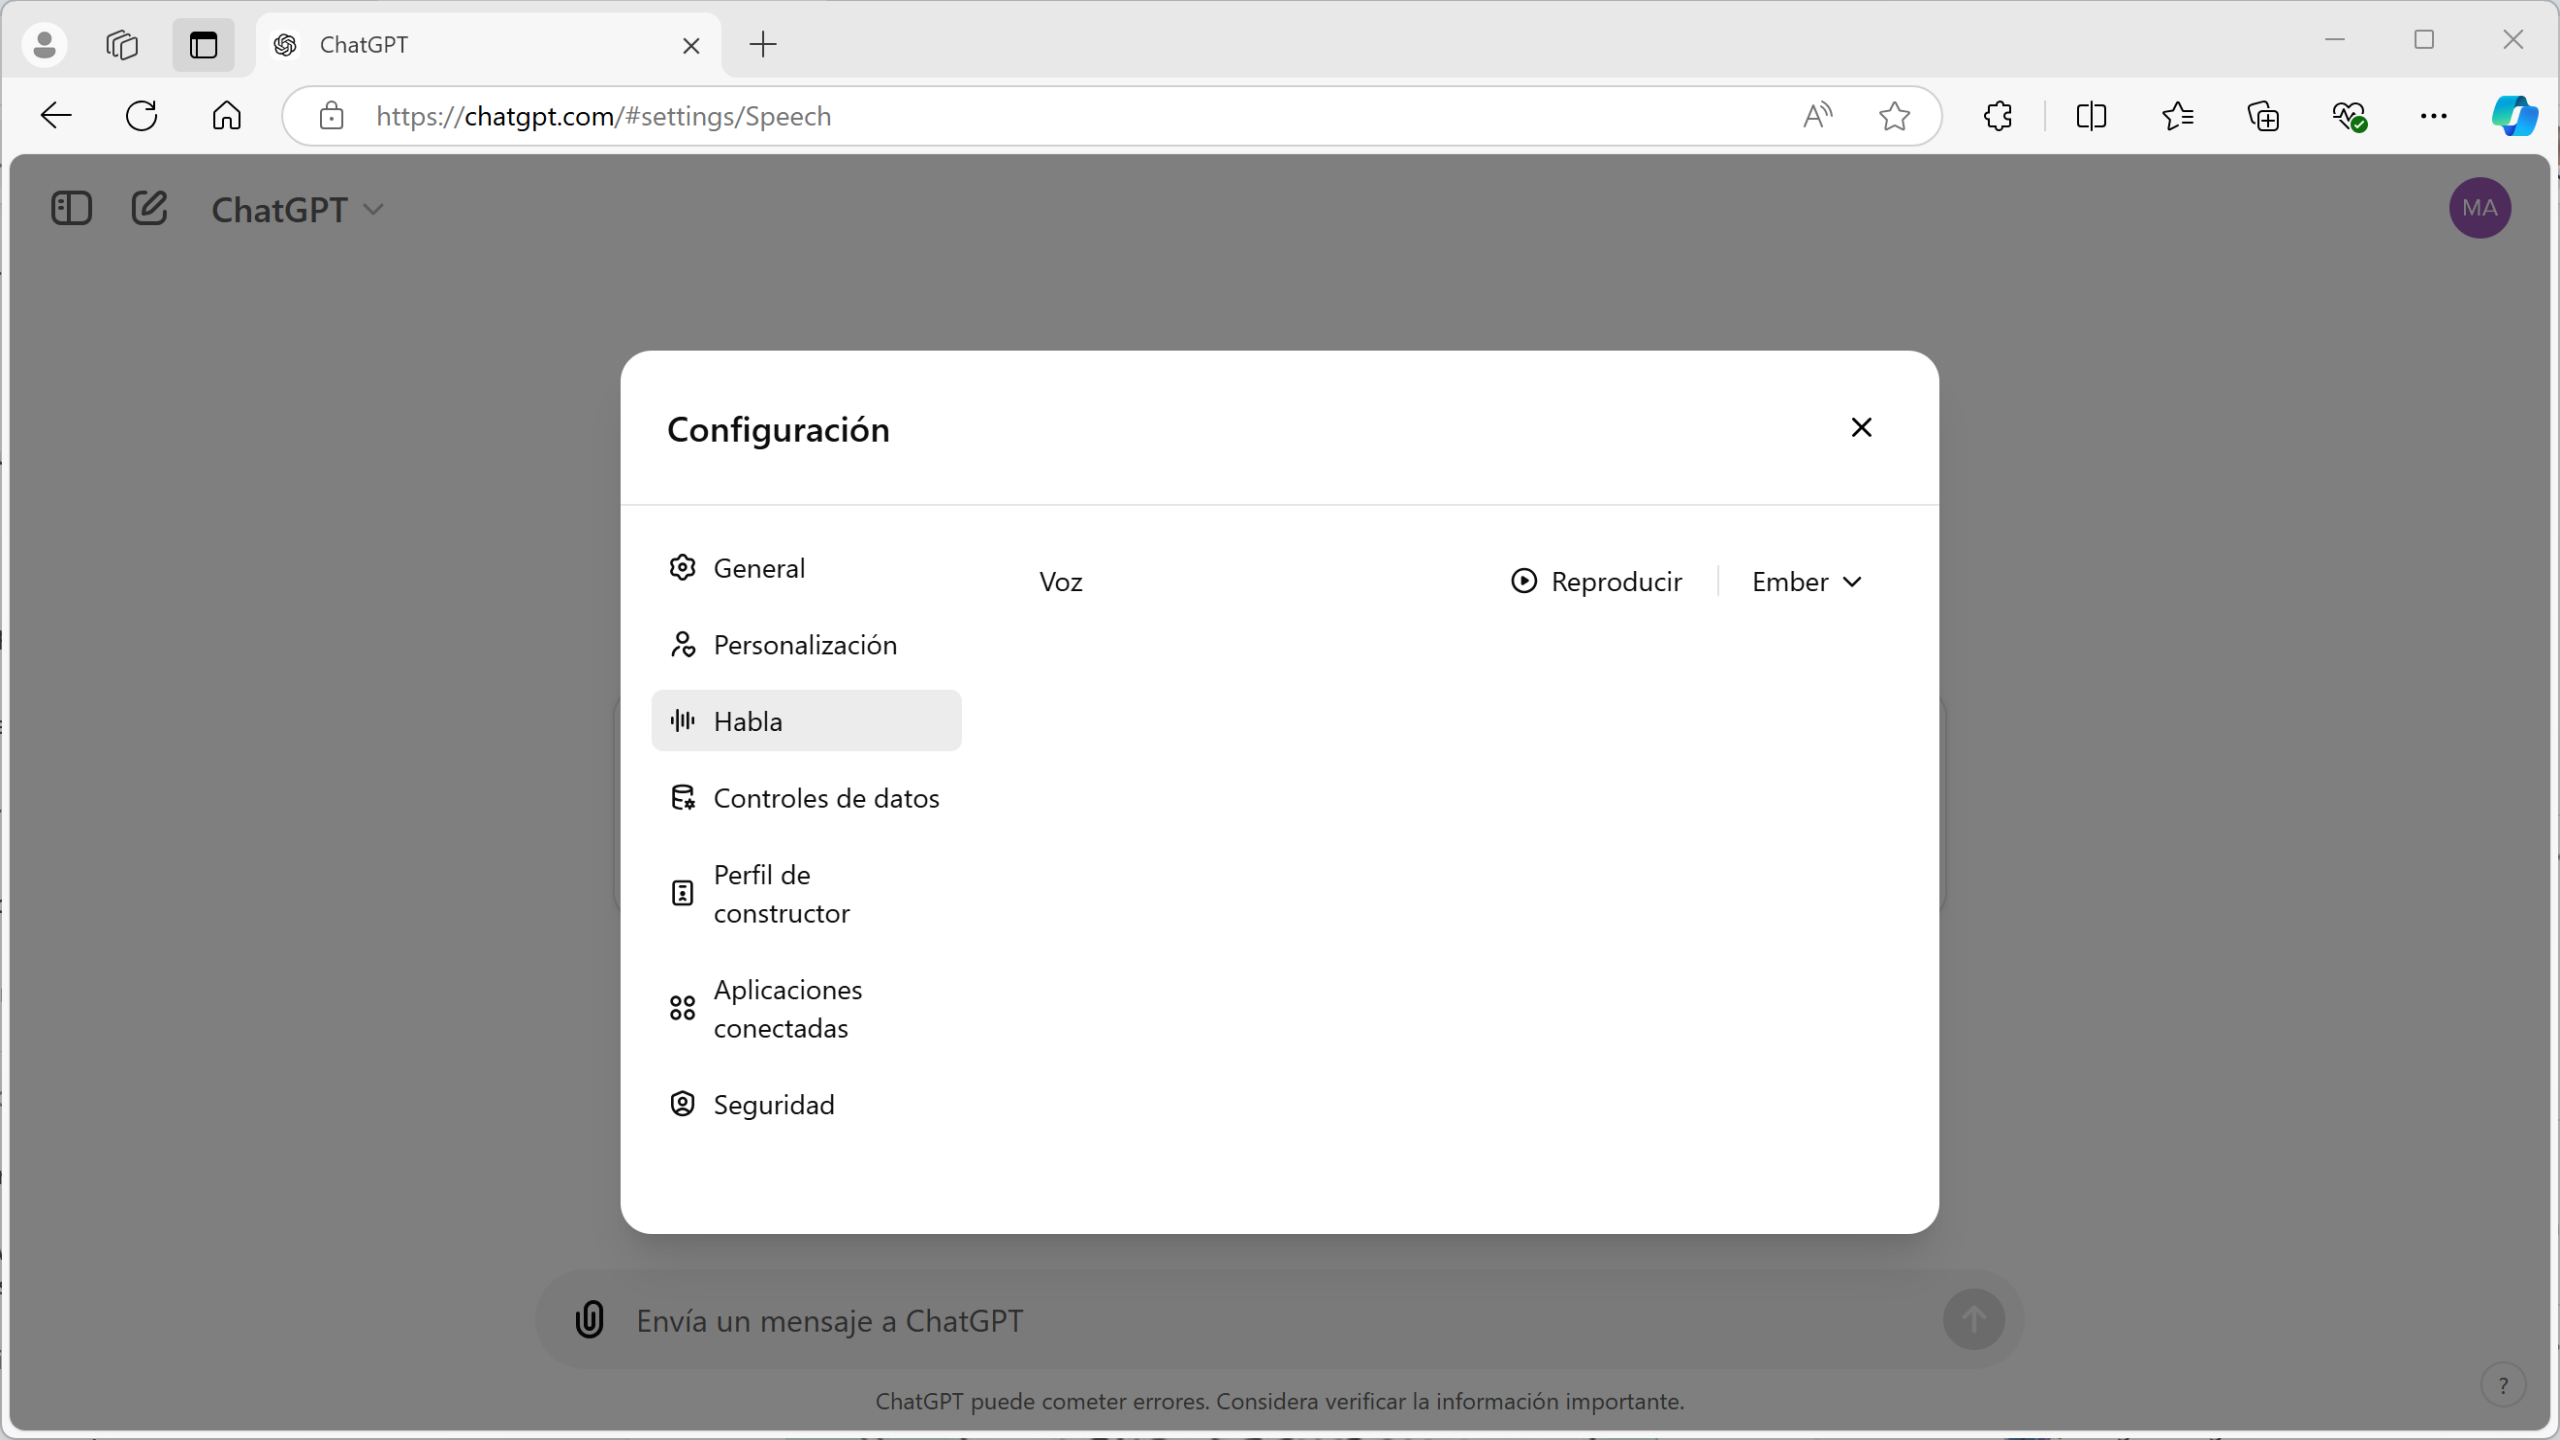 ChatGPT
https://chatgpt.com/#settings/Speech
ChatGPT
MA
Configuración
General
Voz
Reproducir
Ember
Personalización
Habla
Controles de datos
Perfil de
constructor
Aplicaciones
conectadas
Seguridad
Envía un mensaje a ChatGPT
ChatGPT puede cometer errores. Considera verificar la información importante.
?